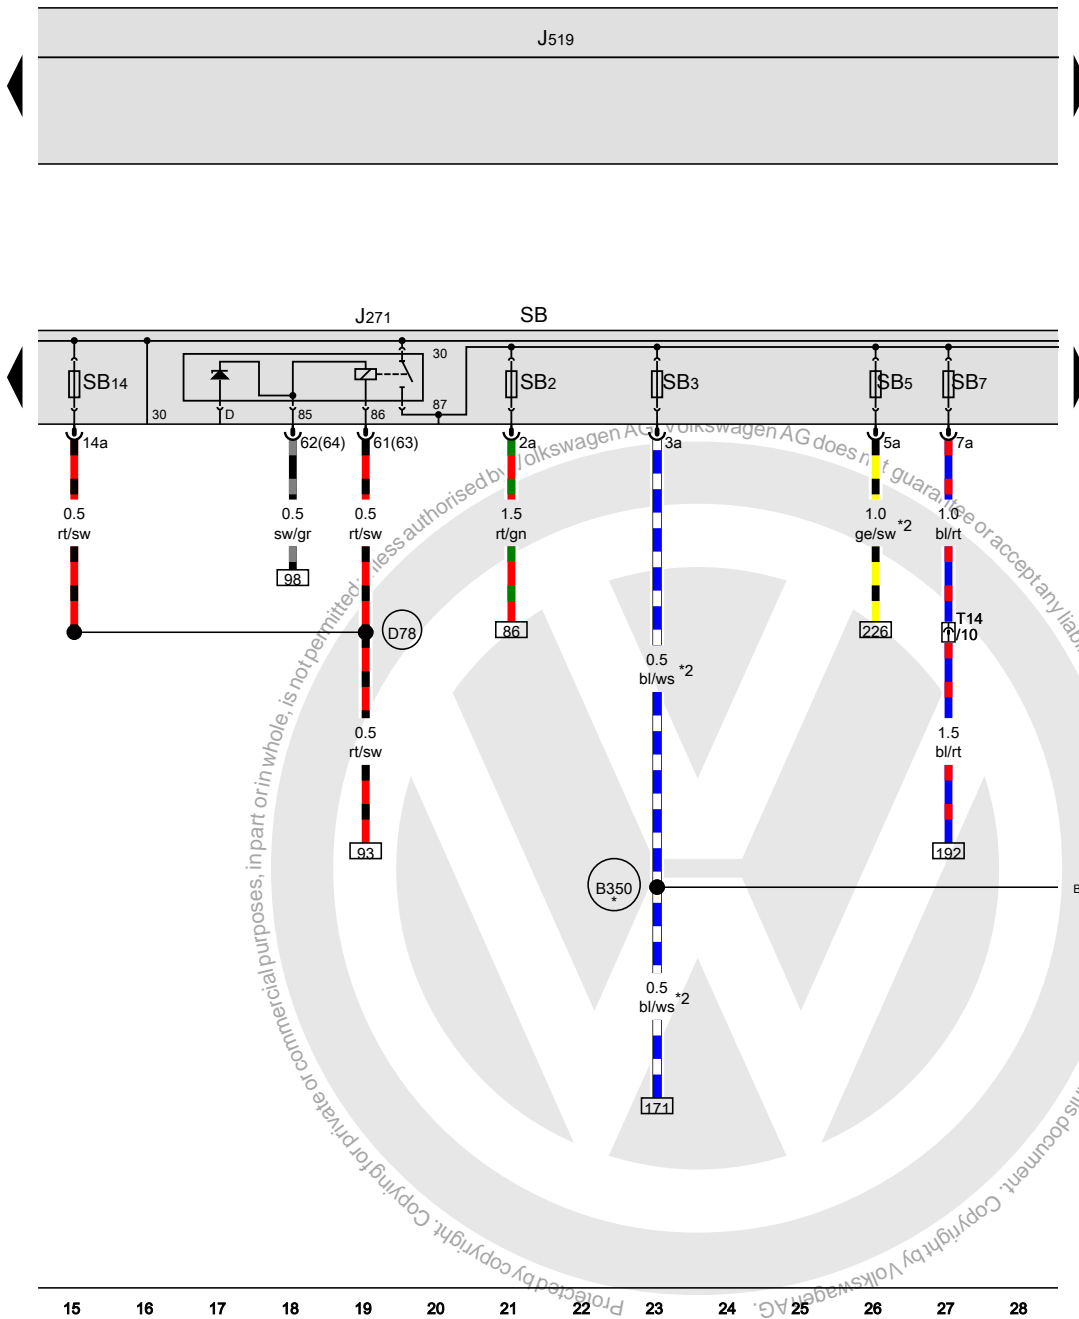 J519
J271 SB
30
SB14 SB2 SB3 SB5 SB7
30 D 85 86 87
14a 62(64) 61(63) 2a 3a 5a 7a
0.5 0.5 0.5 1.5 1.0 1.0
rt/sw sw/gr rt/sw rt/gn ge/sw *2 bl/rt
98
D78 86 226 T14
/10
0.5
bl/ws *2
0.5 1.5
rt/sw bl/rt
93 192
B350
*
B
0.5
bl/ws *2
171
15 16 17 18 19 20 21 22 23 24 25 26 27 28
Protected by copyright. Copying for private or commercial purposes, in part or in whole, is not permitted unless authorised by Volkswagen AG. Volkswagen AG does not guarantee or accept any liab
his document. Copyright by Volkswagen AG.